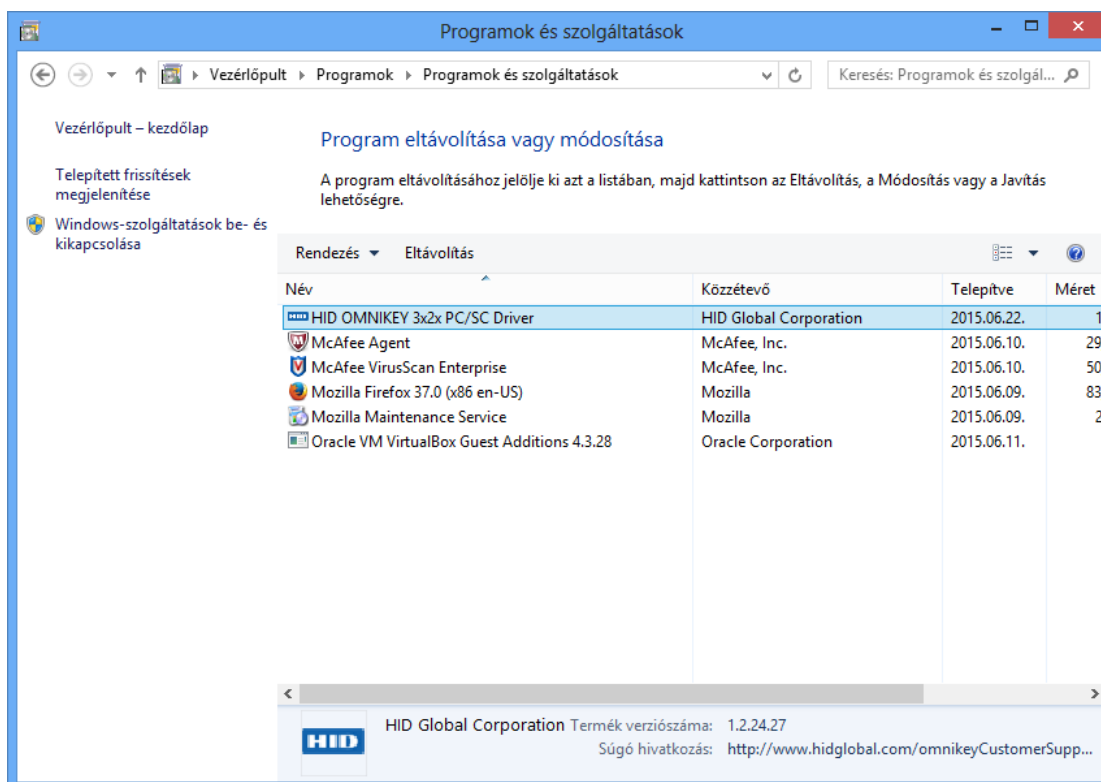 Programok és szolgáltatások
Vezérlőpult Programok Programok és szolgáltatások Keresés: Programok és szolgál...
Vezérlőpult – kezdőlap
Telepített frissítések
megjelenítése
Windows-szolgáltatások be- és
kikapcsolása
Program eltávolítása vagy módosítása
A program eltávolításához jelölje ki azt a listában, majd kattintson az Eltávolítás, a Módosítás vagy a Javítás
lehetőségre.
Rendezés Eltávolítás
Név Közzétevő Telepítve Méret
HID OMNIKEY 3x2x PC/SC Driver HID Global Corporation 2015.06.22. 1
McAfee Agent McAfee, Inc. 2015.06.10. 29
McAfee VirusScan Enterprise McAfee, Inc. 2015.06.10. 50
Mozilla Firefox 37.0 (x86 en-US) Mozilla 2015.06.09. 83
Mozilla Maintenance Service Mozilla 2015.06.09. 2
Oracle VM VirtualBox Guest Additions 4.3.28 Oracle Corporation 2015.06.11.
HID
HID Global Corporation Termék verziószáma: 1.2.24.27
Súgó hivatkozás: http://www.hidglobal.com/omnikeyCustomerSupp...